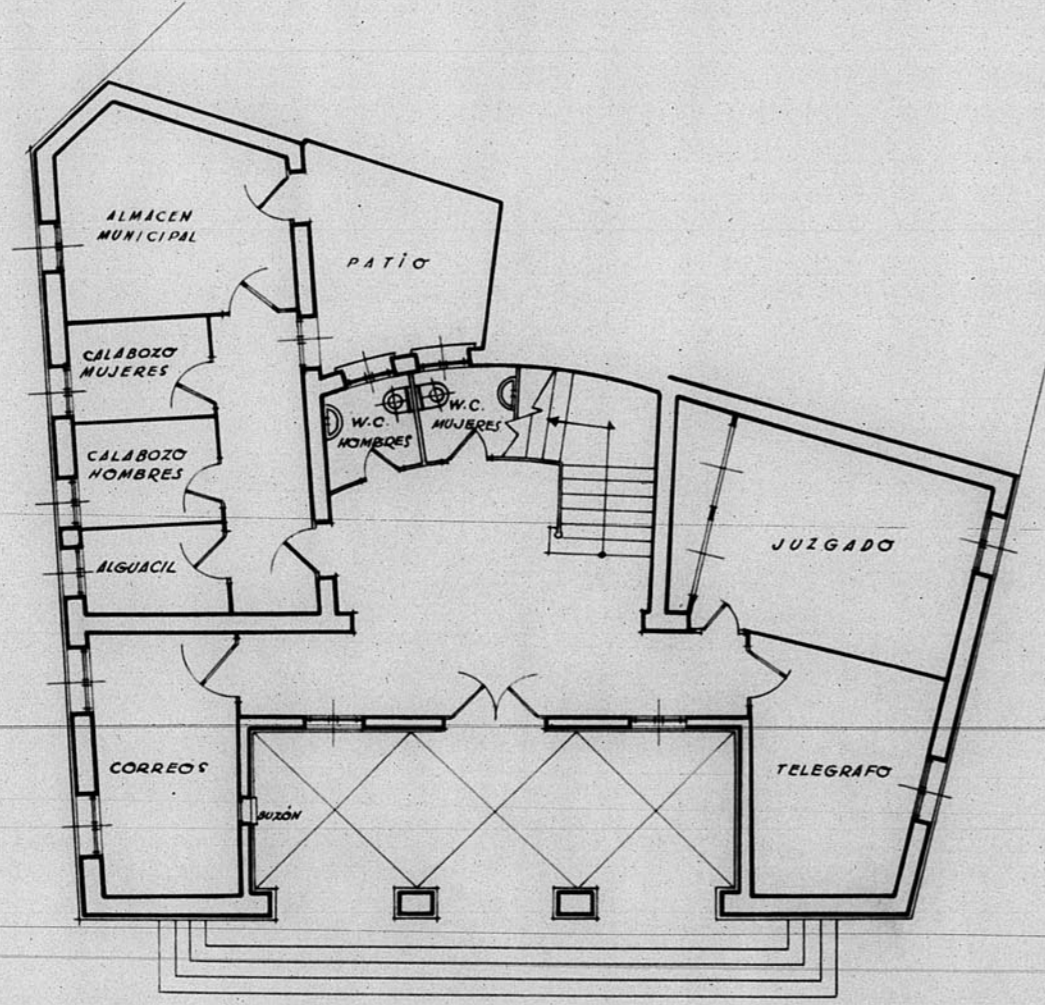 ALMACEN
MUNICIPAL
PATIO
CALABOZO
MUJERES
W.C.
HOMBRES
W.C.
MUJERES
CALABOZO
HOMBRES
JUZGADO
ALGUACIL
CORREOS
TELEGRAFO
BUZÓN